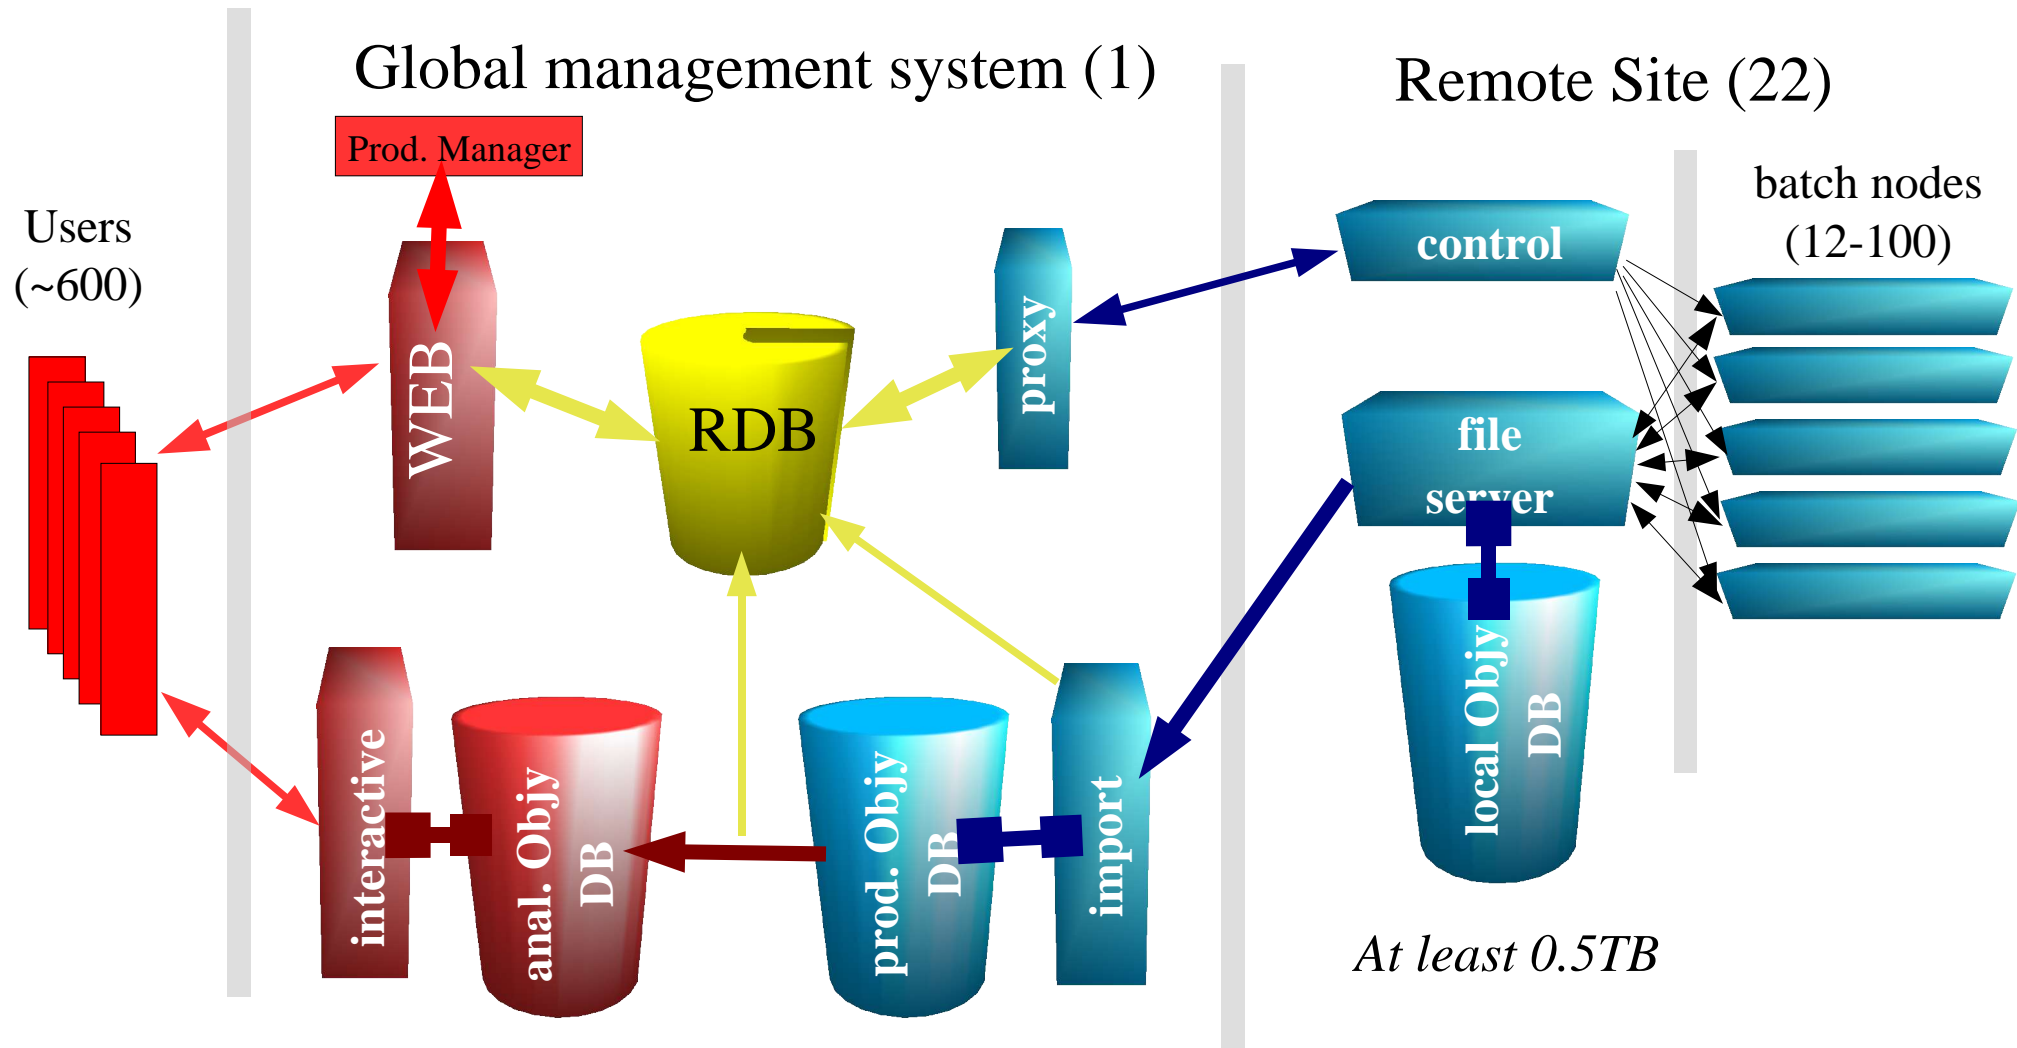 Global management system (1)
Remote Site (22)
Prod. Manager
Users
(~600)
batch nodes
(12-100)
control
WEB
RDB
proxy
file
server
interactive
anal. Objy
DB
prod. Objy
DB
import
local Objy
DB
At least 0.5TB